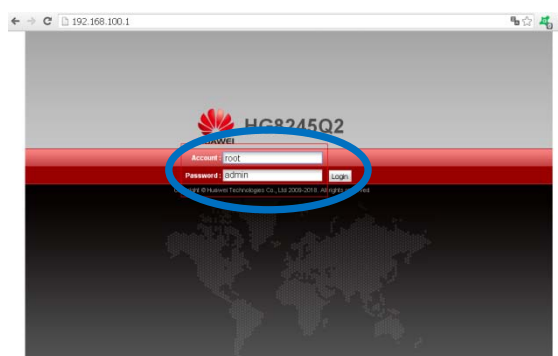 192.168.100.1
HG8245Q2
HUAWEI
Account : root
Password : admin
Login
Copyright © Huawei Technologies Co., Ltd 2009-2018. All rights reserved